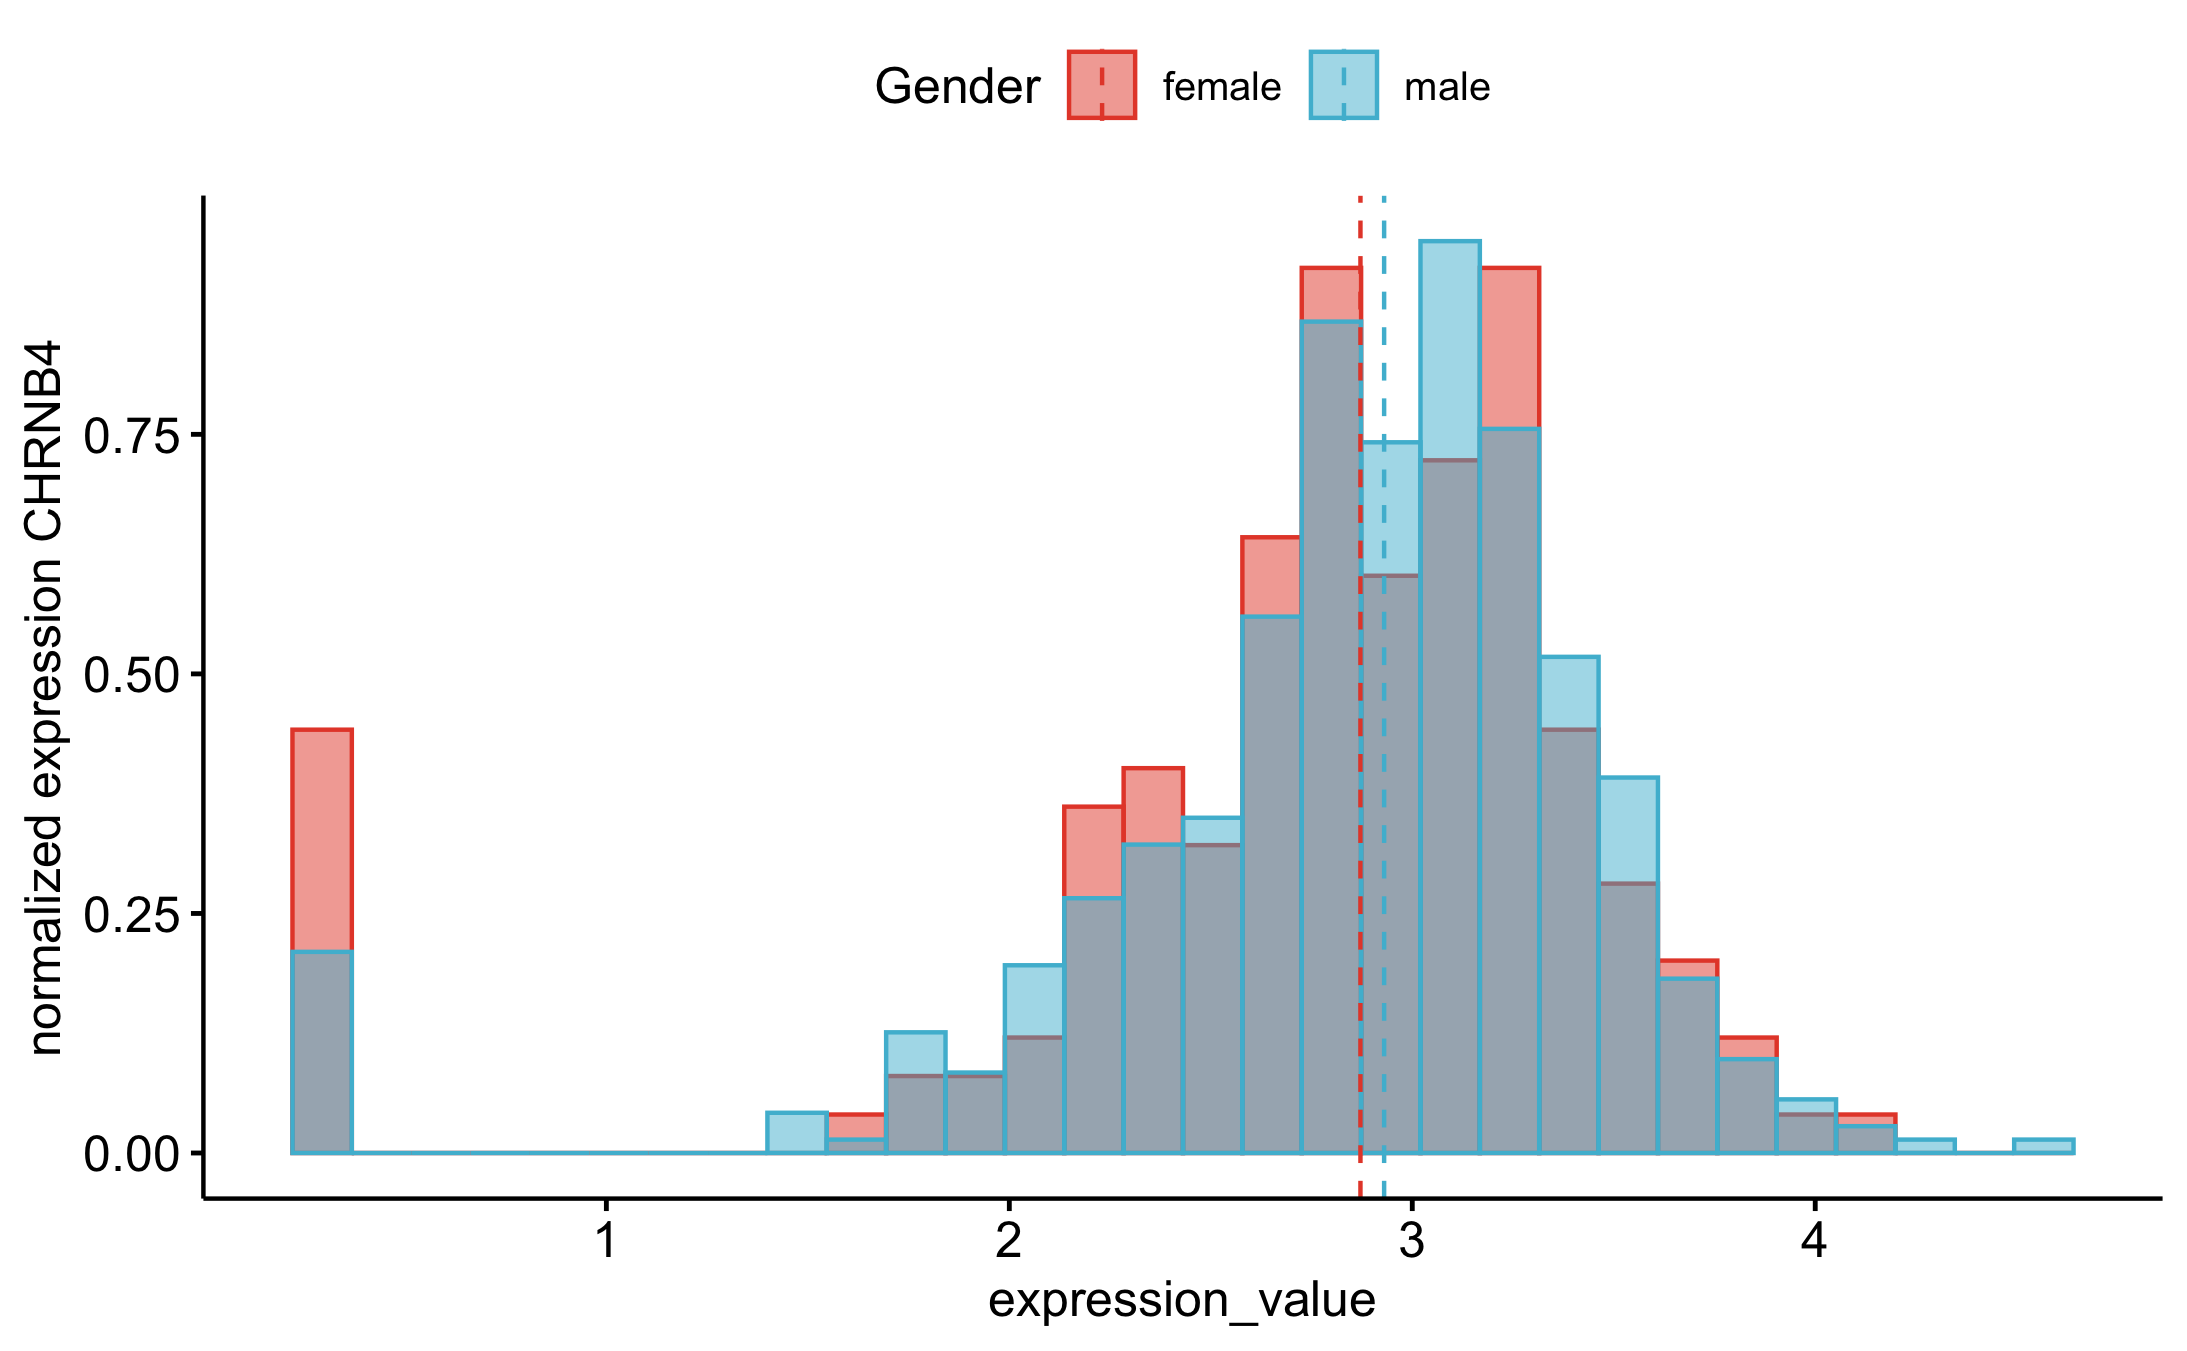 Gender female male
normalized expression CHRNB4
0.75
0.50
0.25
0.00
1 2 3 4
expression_value